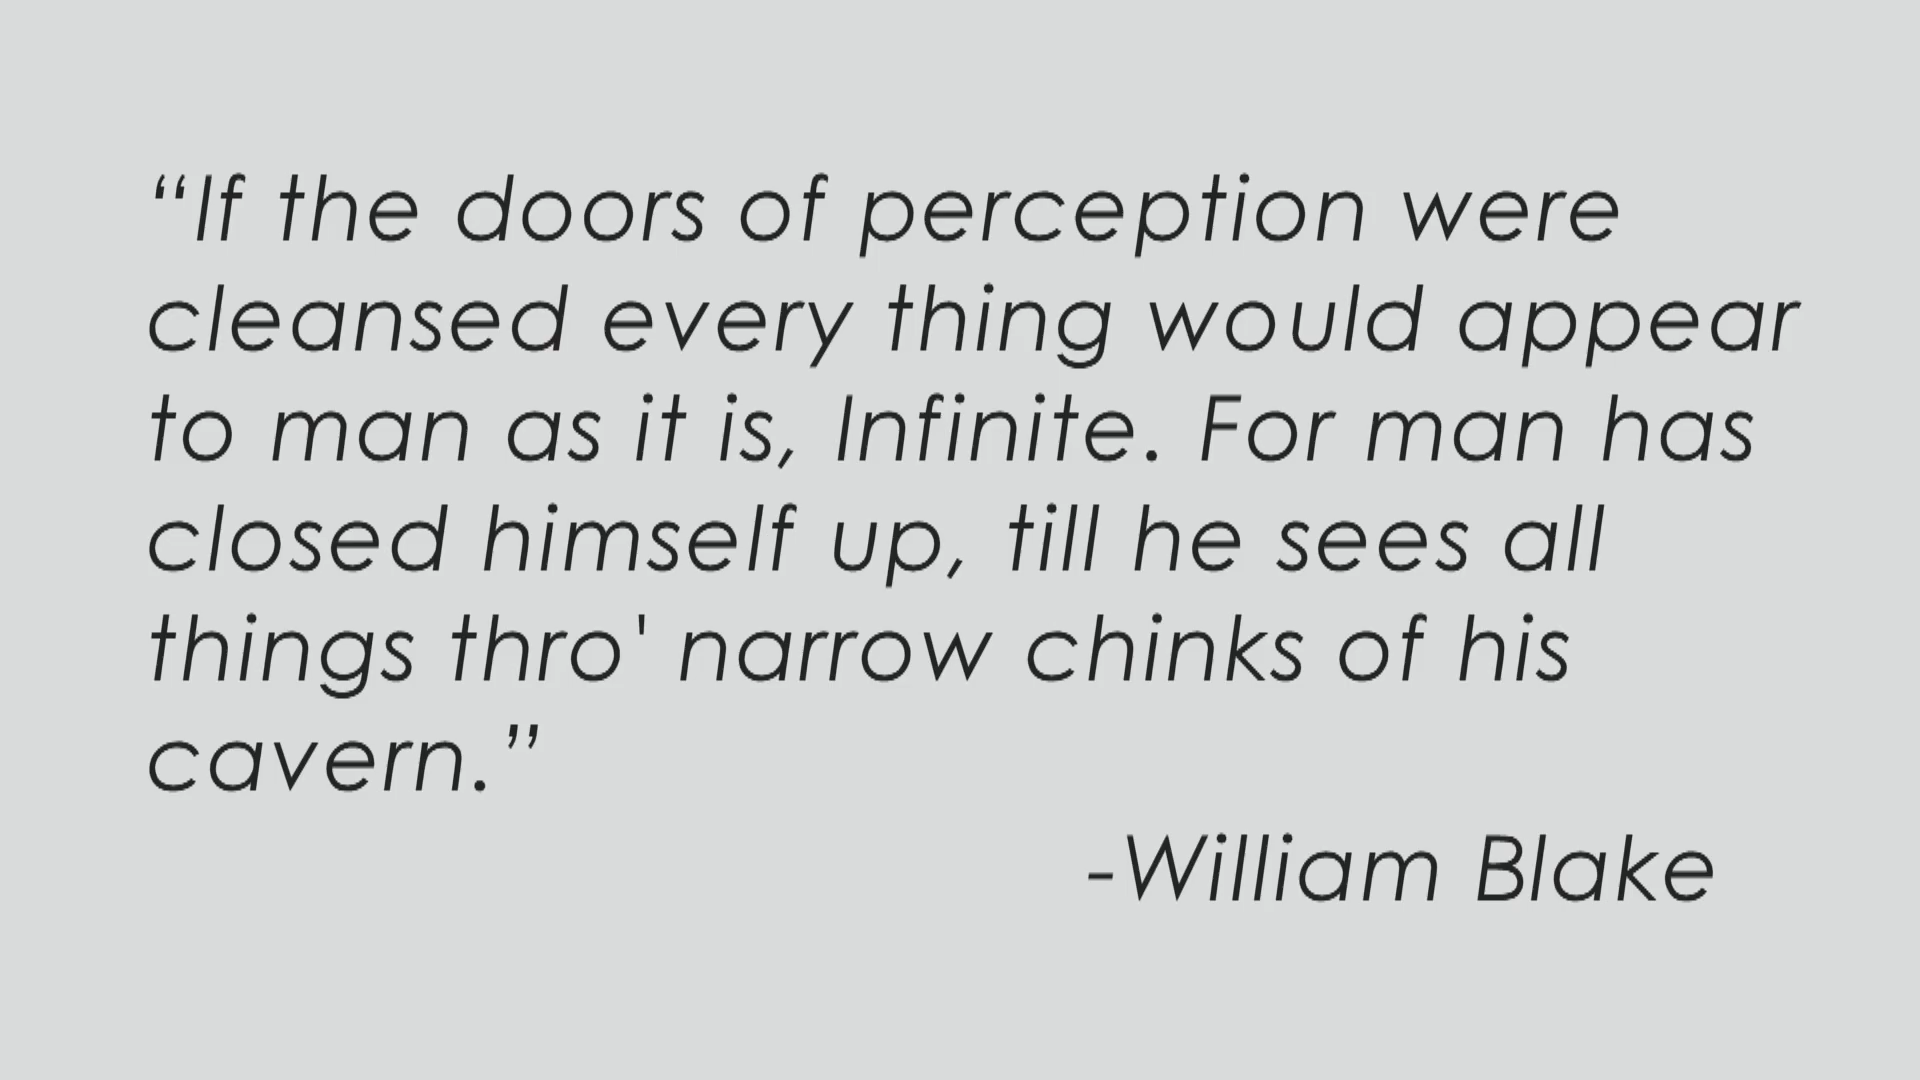 “If the doors of perception were
cleansed every thing would appear
to man as it is, Infinite. For man has
closed himself up, till he sees all
things thro' narrow chinks of his
cavern.”
-William Blake